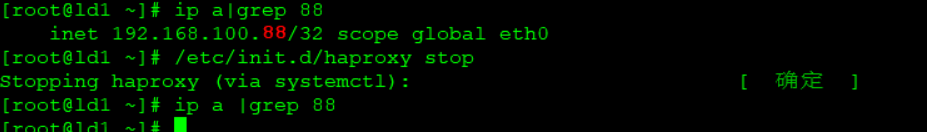 [root@ld1 ~]# ip a|grep 88
    inet 192.168.100.88/32 scope global eth0
[root@ld1 ~]# /etc/init.d/haproxy stop
Stopping haproxy (via systemctl):                          [  确定  ]
[root@ld1 ~]# ip a |grep 88
[root@ld1 ~]#